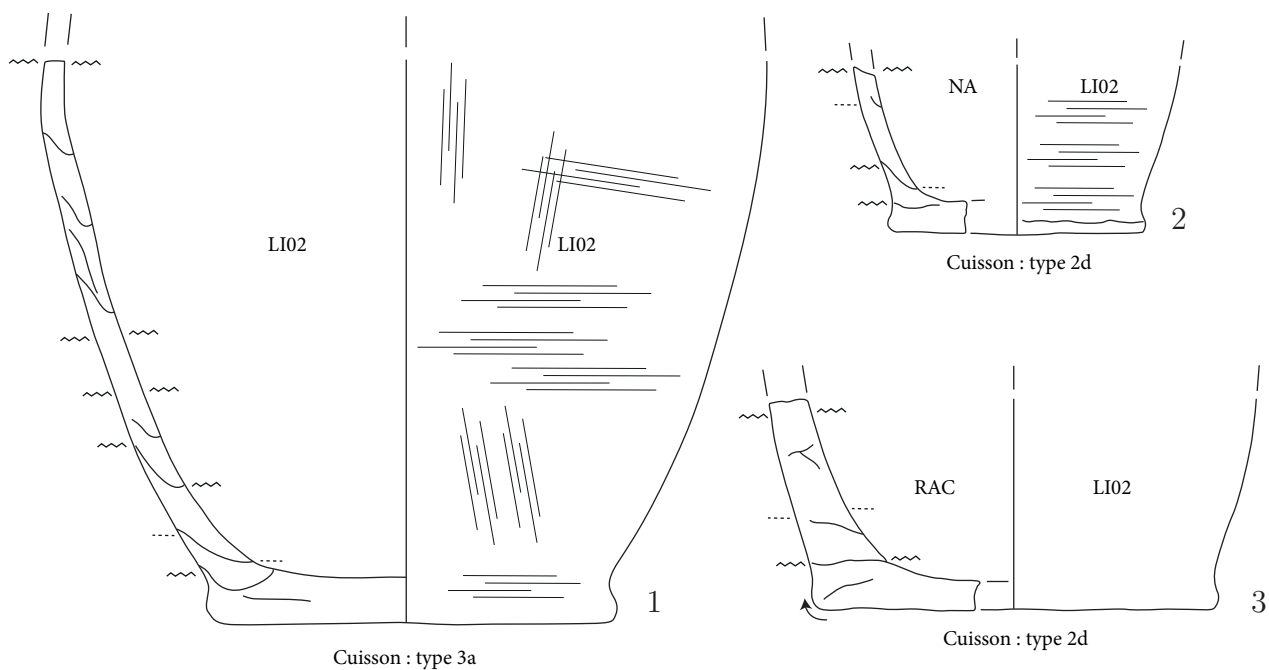 LI02
LI02
1
Cuisson : type 3a
NA
LI02
2
Cuisson : type 2d
RAC
LI02
3
Cuisson : type 2d